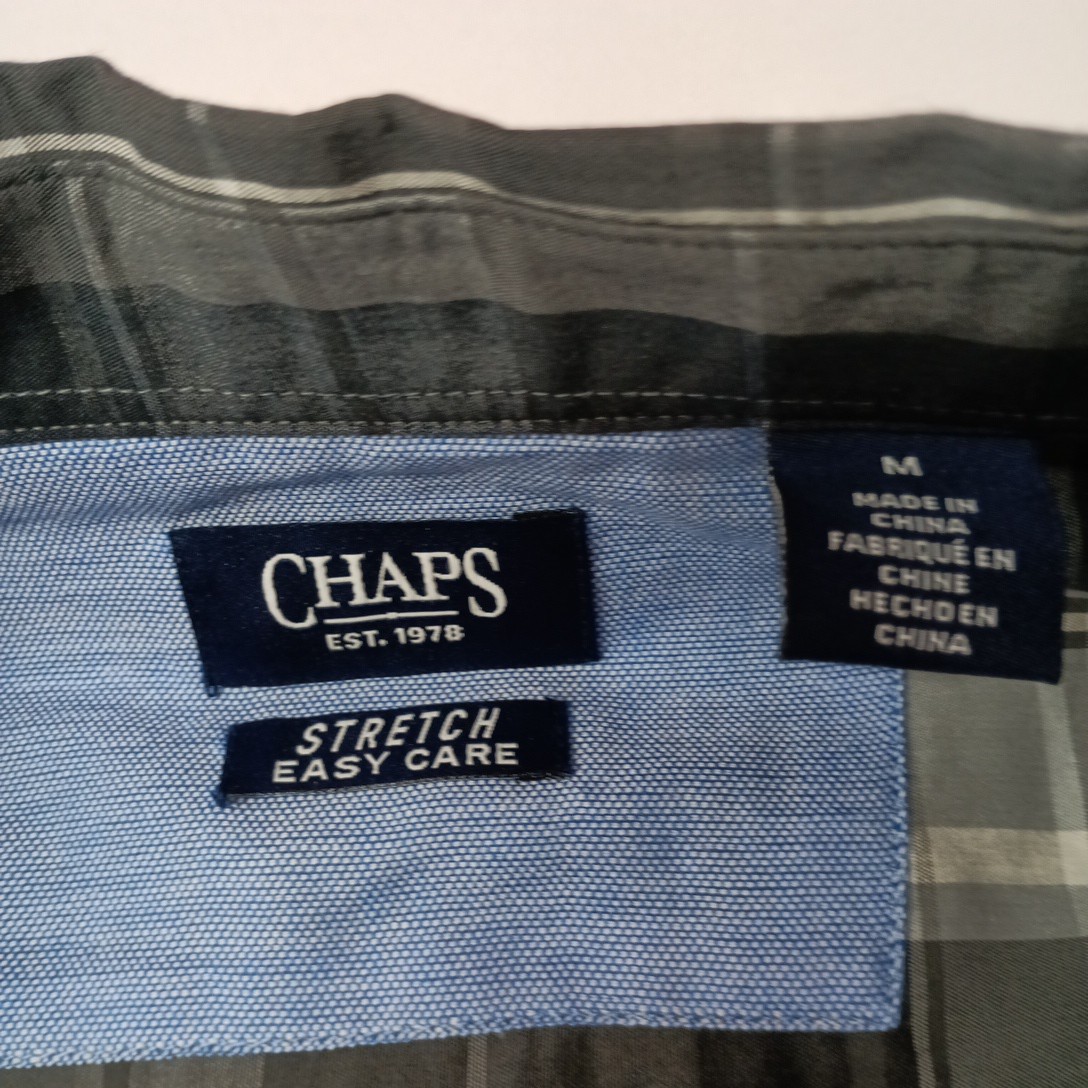 CHAPS
EST. 1978
STRETCH
EASY CARE
M
MADE IN
CHINA
FABRIQUÉ EN
CHINE
HECHO EN
CHINA